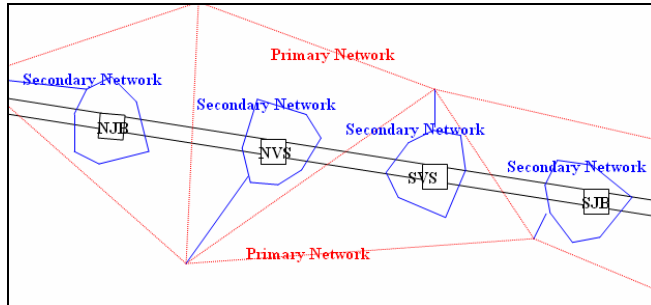 Primary Network
Secondary Network
NJB
Secondary Network
NVS
Secondary Network
SVS
Secondary Network
SJB
Primary Network